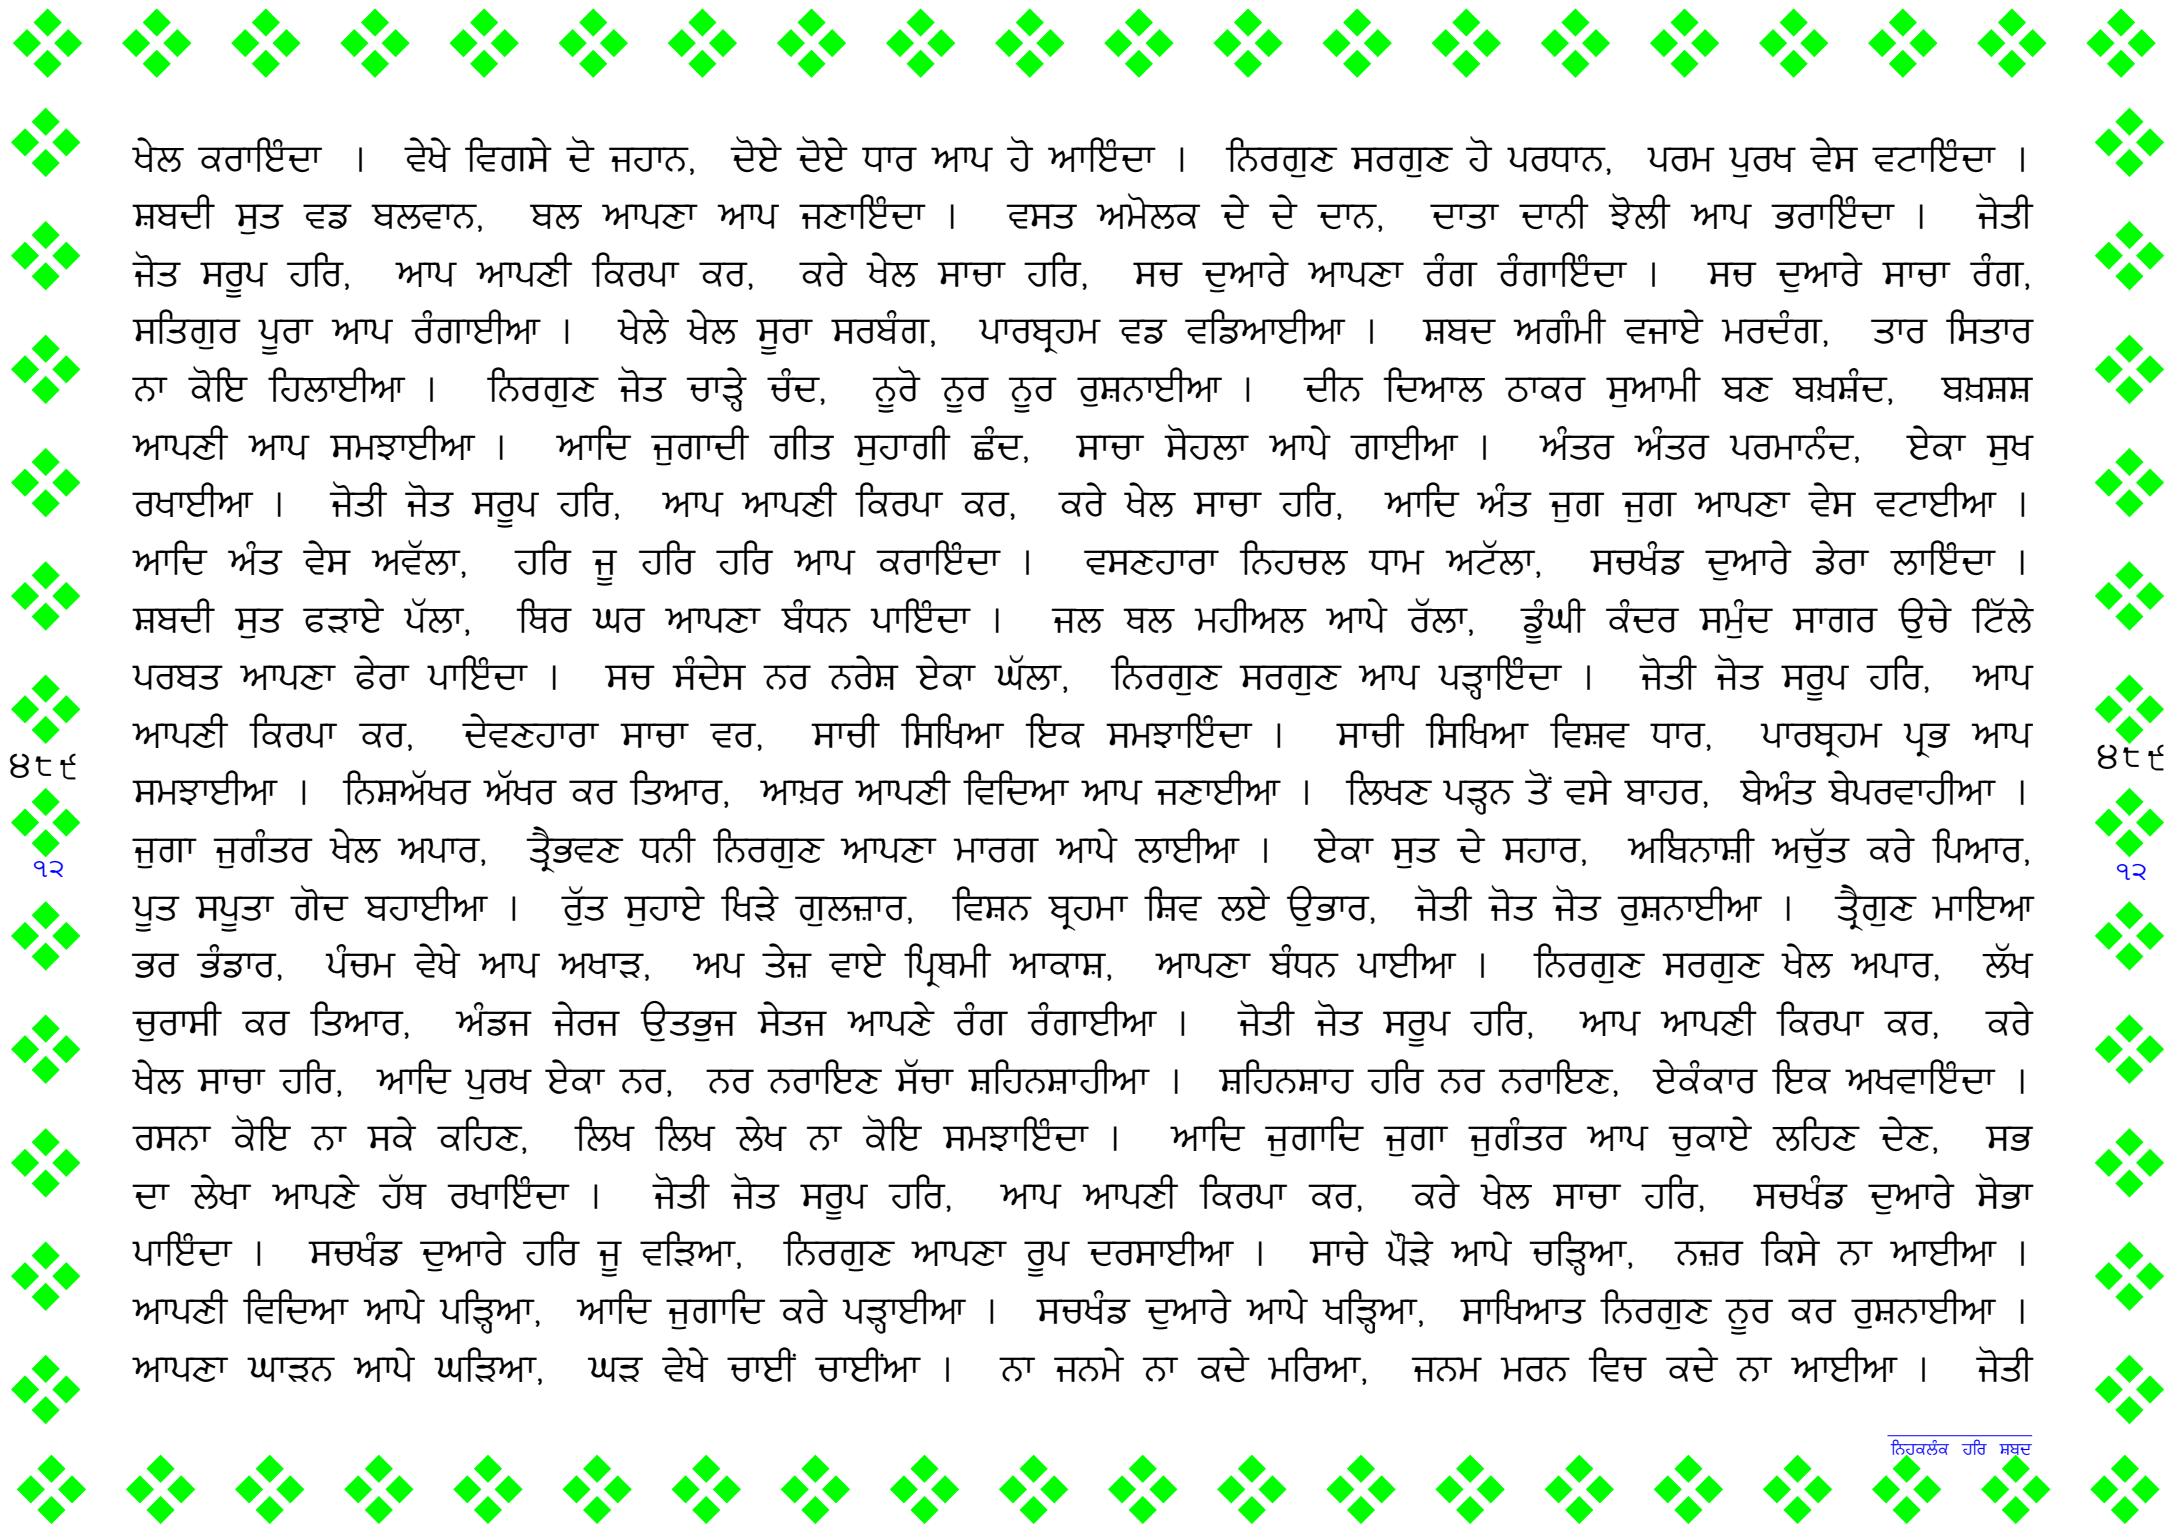 ਖੇਲ ਕਰਾਇੰਦਾ । ਵੇਖੇ ਵਿਗਸੇ ਦੋ ਜਹਾਨ, ਦੋਏ ਦੋਏ ਧਾਰ ਆਪ ਹੋ ਆਇੰਦਾ । ਨਿਰਗੁਣ ਸਰਗੁਣ ਹੋ ਪਰਧਾਨ, ਪਰਮ ਪੁਰਖ ਵੇਸ ਵਟਾਇੰਦਾ ।
ਸ਼ਬਦੀ ਸੁਤ ਵਡ ਬਲਵਾਨ, ਬਲ ਆਪਣਾ ਆਪ ਜਣਾਇੰਦਾ । ਵਸਤ ਅਮੋਲਕ ਦੇ ਦੇ ਦਾਨ, ਦਾਤਾ ਦਾਨੀ ਝੋਲੀ ਆਪ ਭਰਾਇੰਦਾ । ਜੋਤੀ
ਜੋਤ ਸਰੂਪ ਹਰਿ, ਆਪ ਆਪਣੀ ਕਿਰਪਾ ਕਰ, ਕਰੇ ਖੇਲ ਸਾਚਾ ਹਰਿ, ਸਚ ਦੁਆਰੇ ਆਪਣਾ ਰੰਗ ਰੰਗਾਇੰਦਾ । ਸਚ ਦੁਆਰੇ ਸਾਚਾ ਰੰਗ,
ਸਤਿਗੁਰ ਪੂਰਾ ਆਪ ਰੰਗਾਈਆ । ਖੇਲੇ ਖੇਲ ਸੂਰਾ ਸਰਬੰਗ, ਪਾਰਬ੍ਰਹਮ ਵਡ ਵਡਿਆਈਆ । ਸ਼ਬਦ ਅਗੰਮੀ ਵਜਾਏ ਮਰਦੰਗ, ਤਾਰ ਸਿਤਾਰ
ਨਾ ਕੋਇ ਹਿਲਾਈਆ । ਨਿਰਗੁਣ ਜੋਤ ਚਾੜ੍ਹੇ ਚੰਦ, ਨੂਰੋ ਨੂਰ ਨੂਰ ਰੁਸ਼ਨਾਈਆ । ਦੀਨ ਦਿਆਲ ਠਾਕਰ ਸੁਆਮੀ ਬਣ ਬਖ਼ਸ਼ੰਦ, ਬਖ਼ਸ਼ਸ਼
ਆਪਣੀ ਆਪ ਸਮਝਾਈਆ । ਆਦਿ ਜੁਗਾਦੀ ਗੀਤ ਸੁਹਾਗੀ ਛੰਦ, ਸਾਚਾ ਸੋਹਲਾ ਆਪੇ ਗਾਈਆ । ਅੰਤਰ ਅੰਤਰ ਪਰਮਾਨੰਦ, ਏਕਾ ਸੁਖ
ਰਖਾਈਆ । ਜੋਤੀ ਜੋਤ ਸਰੂਪ ਹਰਿ, ਆਪ ਆਪਣੀ ਕਿਰਪਾ ਕਰ, ਕਰੇ ਖੇਲ ਸਾਚਾ ਹਰਿ, ਆਦਿ ਅੰਤ ਜੁਗ ਜੁਗ ਆਪਣਾ ਵੇਸ ਵਟਾਈਆ ।
ਆਦਿ ਅੰਤ ਵੇਸ ਅਵੱਲਾ, ਹਰਿ ਜੂ ਹਰਿ ਹਰਿ ਆਪ ਕਰਾਇੰਦਾ । ਵਸਣਹਾਰਾ ਨਿਹਚਲ ਧਾਮ ਅਟੱਲਾ, ਸਚਖੰਡ ਦੁਆਰੇ ਡੇਰਾ ਲਾਇੰਦਾ ।
ਸ਼ਬਦੀ ਸੁਤ ਫੜਾਏ ਪੱਲਾ, ਥਿਰ ਘਰ ਆਪਣਾ ਬੰਧਨ ਪਾਇੰਦਾ । ਜਲ ਥਲ ਮਹੀਅਲ ਆਪੇ ਰੱਲਾ, ਡੂੰਘੀ ਕੰਦਰ ਸਮੁੰਦ ਸਾਗਰ ਉਚੇ ਟਿੱਲੇ
ਪਰਬਤ ਆਪਣਾ ਫੇਰਾ ਪਾਇੰਦਾ । ਸਚ ਸੰਦੇਸ ਨਰ ਨਰੇਸ਼ ਏਕਾ ਘੱਲਾ, ਨਿਰਗੁਣ ਸਰਗੁਣ ਆਪ ਪੜ੍ਹਾਇੰਦਾ । ਜੋਤੀ ਜੋਤ ਸਰੂਪ ਹਰਿ, ਆਪ
ਆਪਣੀ ਕਿਰਪਾ ਕਰ, ਦੇਵਣਹਾਰਾ ਸਾਚਾ ਵਰ, ਸਾਚੀ ਸਿਖਿਆ ਇਕ ਸਮਝਾਇੰਦਾ । ਸਾਚੀ ਸਿਖਿਆ ਵਿਸ਼ਵ ਧਾਰ, ਪਾਰਬ੍ਰਹਮ ਪ੍ਰਭ ਆਪ
ਸਮਝਾਈਆ । ਨਿਸ਼ਅੱਖਰ ਅੱਖਰ ਕਰ ਤਿਆਰ, ਆਖ਼ਰ ਆਪਣੀ ਵਿਦਿਆ ਆਪ ਜਣਾਈਆ । ਲਿਖਣ ਪੜ੍ਹਨ ਤੋਂ ਵਸੇ ਬਾਹਰ, ਬੇਅੰਤ ਬੇਪਰਵਾਹੀਆ ।
ਜੁਗਾ ਜੁਗੰਤਰ ਖੇਲ ਅਪਾਰ, ਤ੍ਰੈਭਵਣ ਧਨੀ ਨਿਰਗੁਣ ਆਪਣਾ ਮਾਰਗ ਆਪੇ ਲਾਈਆ । ਏਕਾ ਸੁਤ ਦੇ ਸਹਾਰ, ਅਬਿਨਾਸ਼ੀ ਅਚੁੱਤ ਕਰੇ ਪਿਆਰ,
ਪੂਤ ਸਪੂਤਾ ਗੋਦ ਬਹਾਈਆ । ਰੁੱਤ ਸੁਹਾਏ ਖਿੜੇ ਗੁਲਜ਼ਾਰ, ਵਿਸ਼ਨ ਬ੍ਰਹਮਾ ਸ਼ਿਵ ਲਏ ਉਭਾਰ, ਜੋਤੀ ਜੋਤ ਜੋਤ ਰੁਸ਼ਨਾਈਆ । ਤ੍ਰੈਗੁਣ ਮਾਇਆ
ਭਰ ਭੰਡਾਰ, ਪੰਚਮ ਵੇਖੇ ਆਪ ਅਖਾੜ, ਅਪ ਤੇਜ਼ ਵਾਏ ਪ੍ਰਿਥਮੀ ਆਕਾਸ਼, ਆਪਣਾ ਬੰਧਨ ਪਾਈਆ । ਨਿਰਗੁਣ ਸਰਗੁਣ ਖੇਲ ਅਪਾਰ, ਲੱਖ
ਚੁਰਾਸੀ ਕਰ ਤਿਆਰ, ਅੰਡਜ ਜੇਰਜ ਉਤਭੁਜ ਸੇਤਜ ਆਪਣੇ ਰੰਗ ਰੰਗਾਈਆ । ਜੋਤੀ ਜੋਤ ਸਰੂਪ ਹਰਿ, ਆਪ ਆਪਣੀ ਕਿਰਪਾ ਕਰ, ਕਰੇ
ਖੇਲ ਸਾਚਾ ਹਰਿ, ਆਦਿ ਪੁਰਖ ਏਕਾ ਨਰ, ਨਰ ਨਰਾਇਣ ਸੱਚਾ ਸ਼ਹਿਨਸ਼ਾਹੀਆ । ਸ਼ਹਿਨਸ਼ਾਹ ਹਰਿ ਨਰ ਨਰਾਇਣ, ਏਕੰਕਾਰ ਇਕ ਅਖਵਾਇੰਦਾ ।
ਰਸਨਾ ਕੋਇ ਨਾ ਸਕੇ ਕਹਿਣ, ਲਿਖ ਲਿਖ ਲੇਖ ਨਾ ਕੋਇ ਸਮਝਾਇੰਦਾ । ਆਦਿ ਜੁਗਾਦਿ ਜੁਗਾ ਜੁਗੰਤਰ ਆਪ ਚੁਕਾਏ ਲਹਿਣ ਦੇਣ, ਸਭ
ਦਾ ਲੇਖਾ ਆਪਣੇ ਹੱਥ ਰਖਾਇੰਦਾ । ਜੋਤੀ ਜੋਤ ਸਰੂਪ ਹਰਿ, ਆਪ ਆਪਣੀ ਕਿਰਪਾ ਕਰ, ਕਰੇ ਖੇਲ ਸਾਚਾ ਹਰਿ, ਸਚਖੰਡ ਦੁਆਰੇ ਸੋਭਾ
ਪਾਇੰਦਾ । ਸਚਖੰਡ ਦੁਆਰੇ ਹਰਿ ਜੂ ਵੜਿਆ, ਨਿਰਗੁਣ ਆਪਣਾ ਰੂਪ ਦਰਸਾਈਆ । ਸਾਚੇ ਪੌੜੇ ਆਪੇ ਚੜ੍ਹਿਆ, ਨਜ਼ਰ ਕਿਸੇ ਨਾ ਆਈਆ ।
ਆਪਣੀ ਵਿਦਿਆ ਆਪੇ ਪੜ੍ਹਿਆ, ਆਦਿ ਜੁਗਾਦਿ ਕਰੇ ਪੜ੍ਹਾਈਆ । ਸਚਖੰਡ ਦੁਆਰੇ ਆਪੇ ਖੜ੍ਹਿਆ, ਸਾਖਿਆਤ ਨਿਰਗੁਣ ਨੂਰ ਕਰ ਰੁਸ਼ਨਾਈਆ ।
ਆਪਣਾ ਘਾੜਨ ਆਪੇ ਘੜਿਆ, ਘੜ ਵੇਖੇ ਚਾਈਂ ਚਾਈਂਆ । ਨਾ ਜਨਮੇ ਨਾ ਕਦੇ ਮਰਿਆ, ਜਨਮ ਮਰਨ ਵਿਚ ਕਦੇ ਨਾ ਆਈਆ । ਜੋਤੀ
੪੮੯
੧੨
੪੮੯
੧੨
ਨਿਹਕਲੰਕ ਹਰਿ ਸ਼ਬਦ